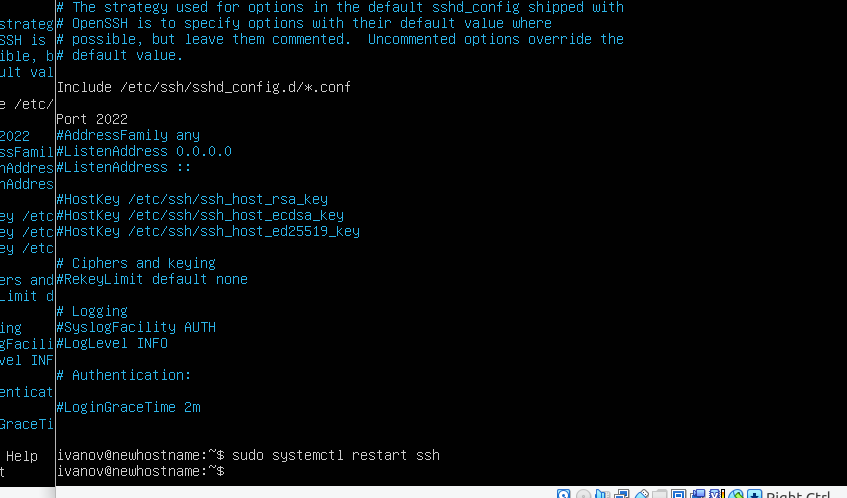 # The strategy used for options in the default sshd_config shipped with
# OpenSSH is to specify options with their default value where
# possible, but leave them commented.  Uncommented options override the
# default value.
Include /etc/ssh/sshd_config.d/*.conf
Port 2022
#AddressFamily any
#ListenAddress 0.0.0.0
#ListenAddress ::
#HostKey /etc/ssh/ssh_host_rsa_key
#HostKey /etc/ssh/ssh_host_ecdsa_key
#HostKey /etc/ssh/ssh_host_ed25519_key
# Ciphers and keying
#RekeyLimit default none
# Logging
#SyslogFacility AUTH
#LogLevel INFO
# Authentication:
#LoginGraceTime 2m
ivanov@newhostname:~$ sudo systemctl restart ssh
ivanov@newhostname:~$
strateg
SSH is
ible, b
ult val
e /etc/
2022
ssFamil
nAddres
nAddres
ey /etc
ey /etc
ey /etc
ers and
Limit d
ing
gFacili
vel INF
enticat
GraceTi
Help
t
Right Ctrl